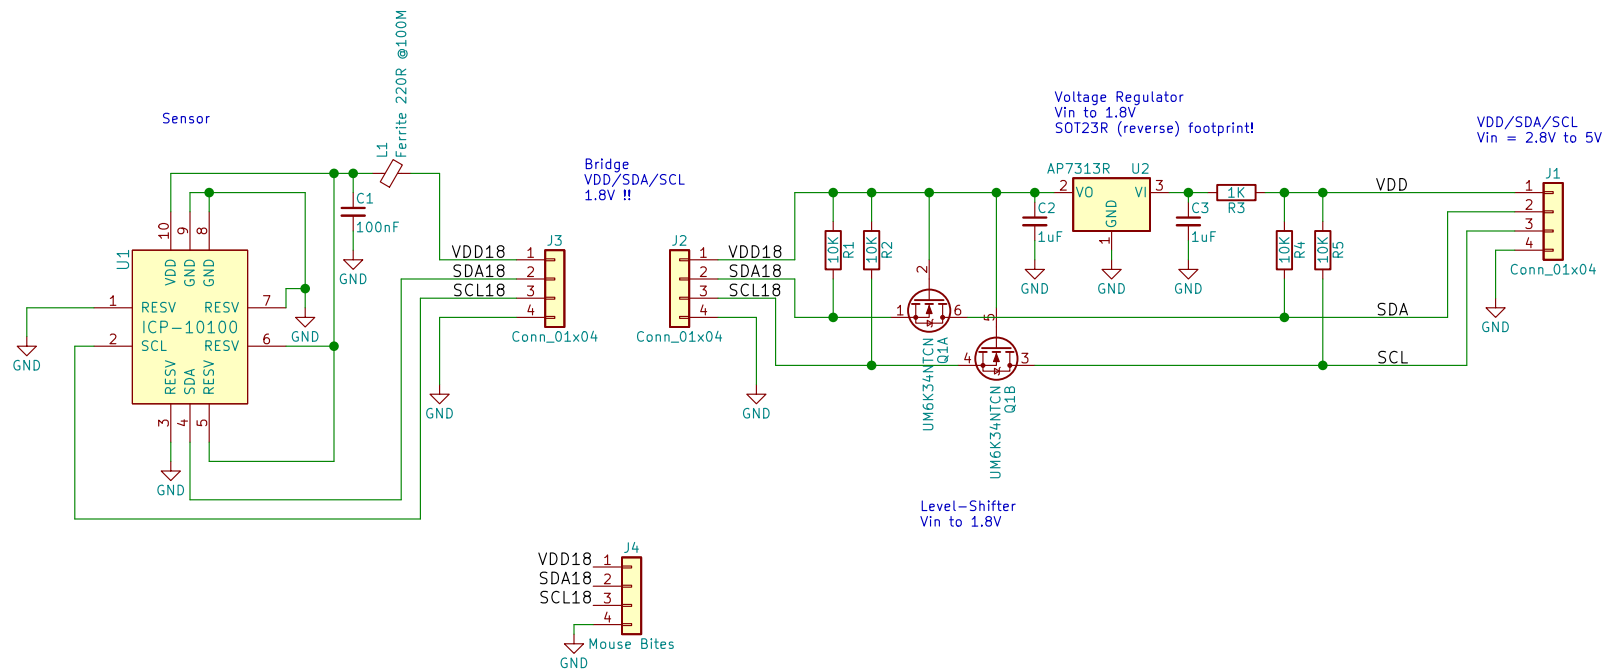 Sensor
L1
Ferrite 220R @100M
C1
100nF
GND
U1
10
9
8
VDD
GND
GND
1
RESV
RESV
7
ICP-10100
2
SCL
RESV
6
RESV
SDA
RESV
3
4
5
GND
GND
GND
VDD18
SDA18
SCL18
J3
1
2
3
4
Conn_01x04
GND
Bridge
VDD/SDA/SCL
1.8V !!
J2
1
2
3
4
Conn_01x04
VDD18
SDA18
SCL18
GND
10K
R1
10K
R2
2
1
6
UM6K34NTCN
Q1A
5
4
3
UM6K34NTCN
Q1B
Level-Shifter
Vin to 1.8V
Voltage Regulator
Vin to 1.8V
SOT23R (reverse) footprint!
AP7313R
U2
2
VO
VI
3
GND
1
C2
1uF
GND
GND
C3
1uF
GND
1K
R3
10K
R4
10K
R5
VDD
SDA
SCL
VDD/SDA/SCL
Vin = 2.8V to 5V
J1
1
2
3
4
Conn_01x04
GND
J4
VDD18
1
SDA18
2
SCL18
3
4
Mouse Bites
GND